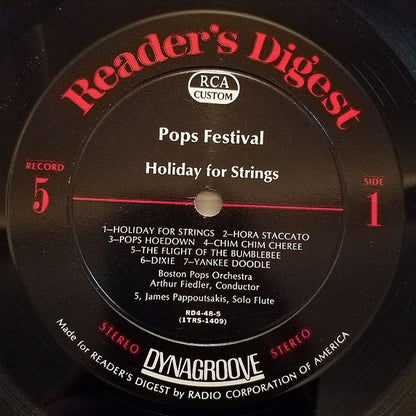 Reader's Digest
RCA
CUSTOM
Pops Festival
Holiday for Strings
RECORD
5
SIDE
1
1—HOLIDAY FOR STRINGS 2—HORA STACCATO
3—POPS HOEDOWN 4—CHIM CHIM CHEREE
5—THE FLIGHT OF THE BUMBLEBEE
6—DIXIE 7—YANKEE DOODLE
Boston Pops Orchestra
Arthur Fiedler, Conductor
5, James Pappoutsakis, Solo Flute
RD4-48-5
(1TRS-1409)
STEREO
DYNAGROOVE
STEREO
Made for READER'S DIGEST by RADIO CORPORATION OF AMERICA